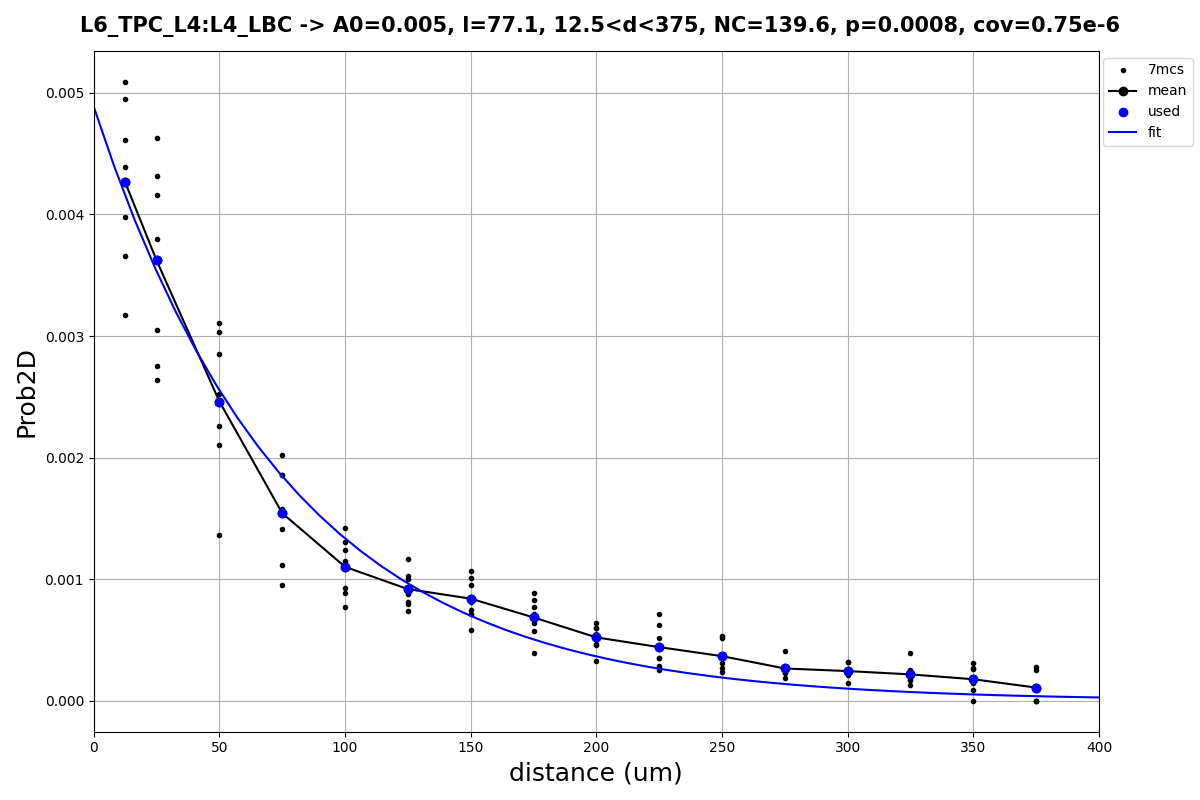 L6_TPC_L4:L4_LBC -> A0=0.005, l=77.1, 12.5<d<375, NC=139.6, p=0.0008, cov=0.75e-6
7mcs
mean
used
fit
Prob2D
0.005
0.004
0.003
0.002
0.001
0.000
0 50 100 150 200 250 300 350 400
distance (um)